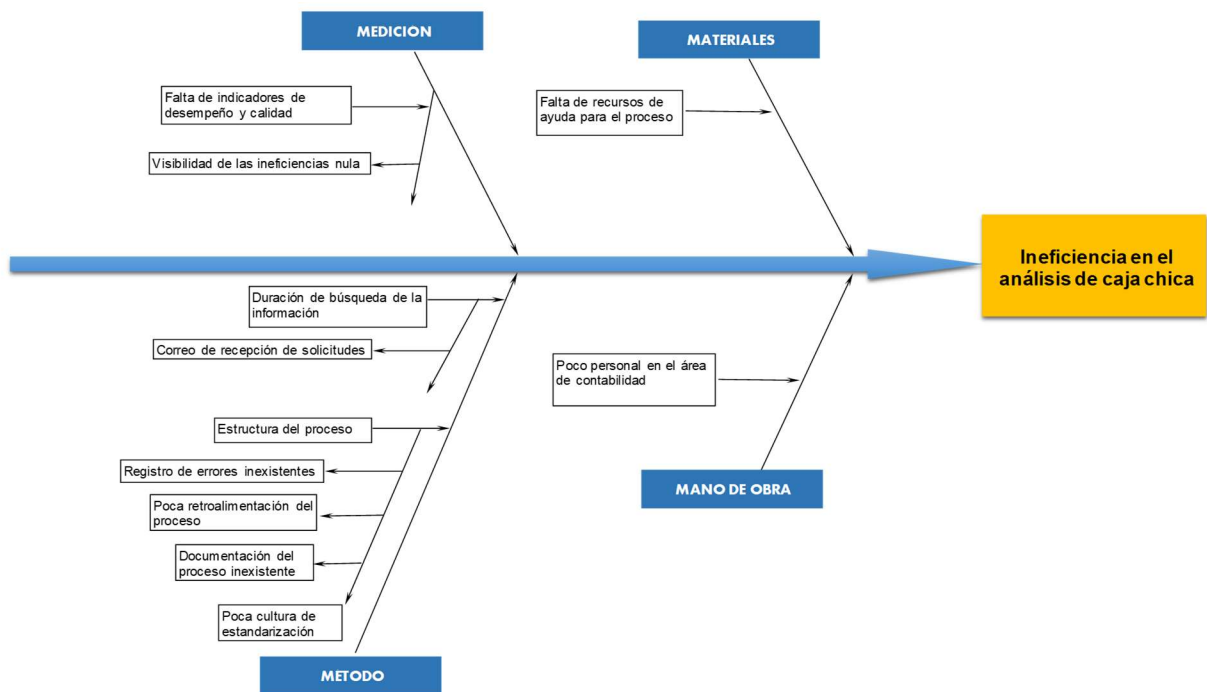 MEDICION
MATERIALES
Falta de indicadores de
desempeño y calidad
Falta de recursos de
ayuda para el proceso
Visibilidad de las ineficiencias nula
Ineficiencia en el
análisis de caja chica
Duración de búsqueda de la
información
Correo de recepción de solicitudes
Poco personal en el área
de contabilidad
Estructura del proceso
Registro de errores inexistentes
MANO DE OBRA
Poca retroalimentación del
proceso
Documentación del
proceso inexistente
Poca cultura de
estandarización
METODO